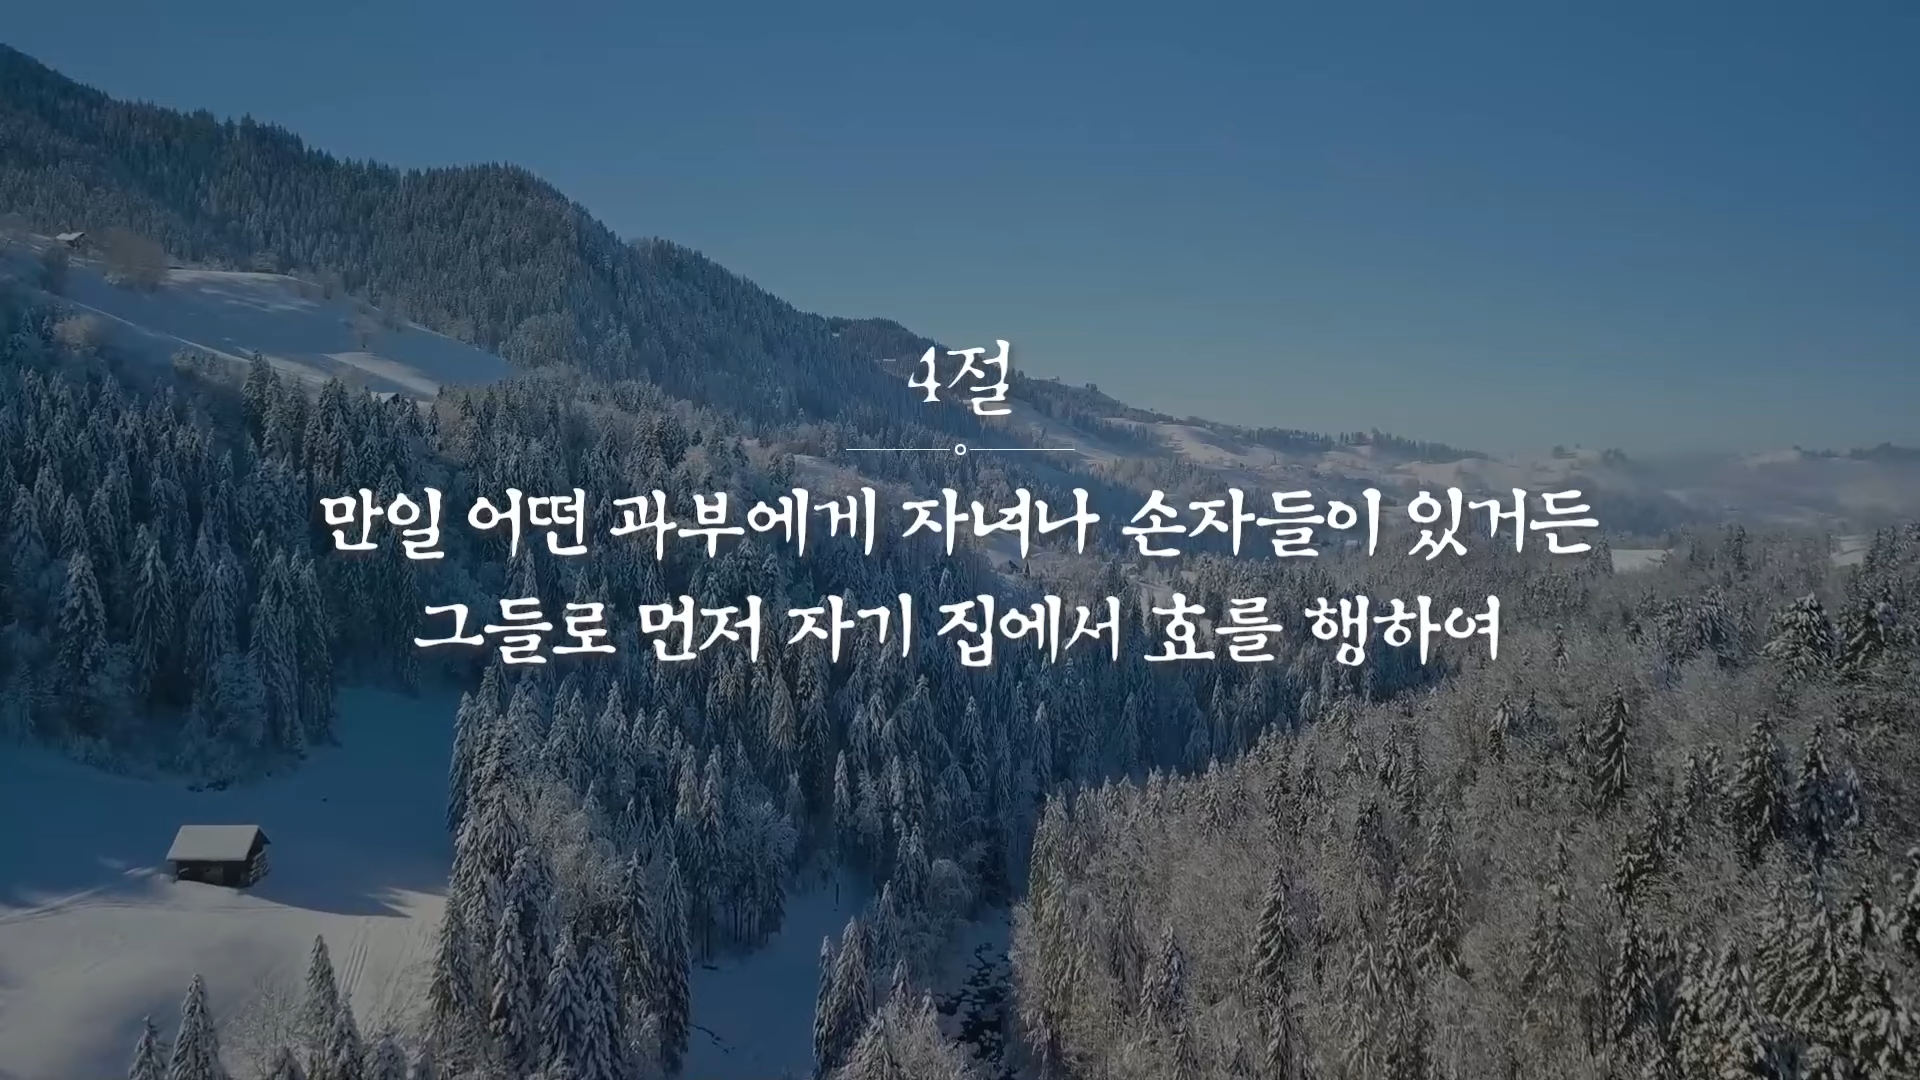 4절
만일 어떤 과부에게 자녀나 손자들이 있거든
그들로 먼저 자기 집에서 효를 행하여